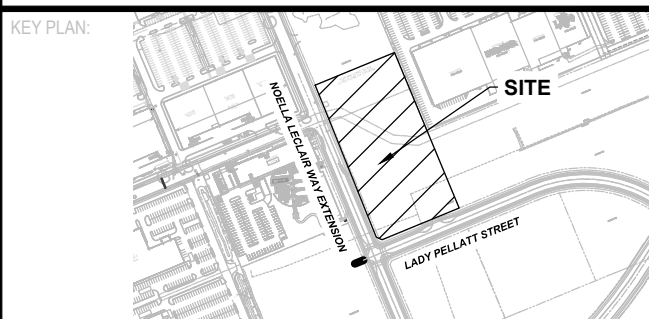 KEY PLAN:
SITE
NOELLA LECLAIR WAY EXTENSION
LADY PELLATT STREET